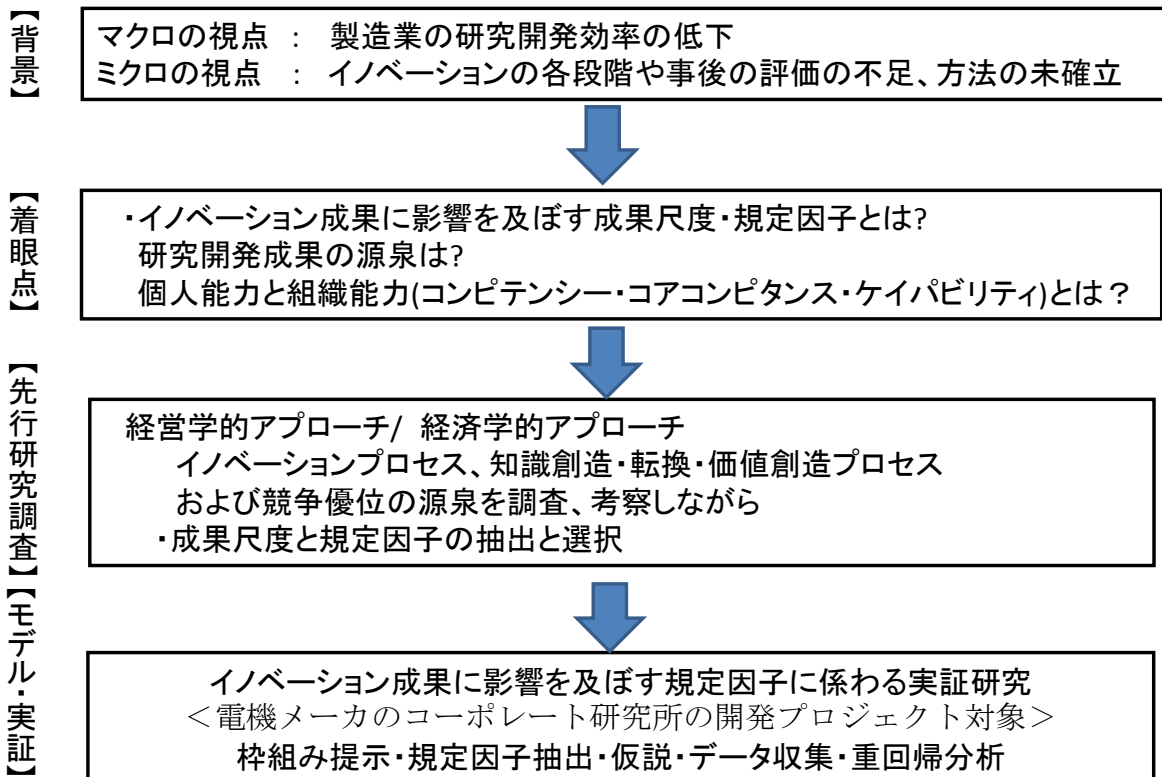 【背景】
マクロの視点 : 製造業の研究開発効率の低下
ミクロの視点 : イノベーションの各段階や事後の評価の不足、方法の未確立
【着眼点】
・イノベーション成果に影響を及ぼす成果尺度・規定因子とは?
研究開発成果の源泉は?
個人能力と組織能力(コンピテンシー・コアコンピタンス・ケイパビリティ)とは？
【先行研究調査】
経営学的アプローチ/ 経済学的アプローチ
イノベーションプロセス、知識創造・転換・価値創造プロセス
および競争優位の源泉を調査、考察しながら
・成果尺度と規定因子の抽出と選択
【モデル・実証】
イノベーション成果に影響を及ぼす規定因子に係わる実証研究
＜電機メーカのコーポレート研究所の開発プロジェクト対象＞
枠組み提示・規定因子抽出・仮説・データ収集・重回帰分析